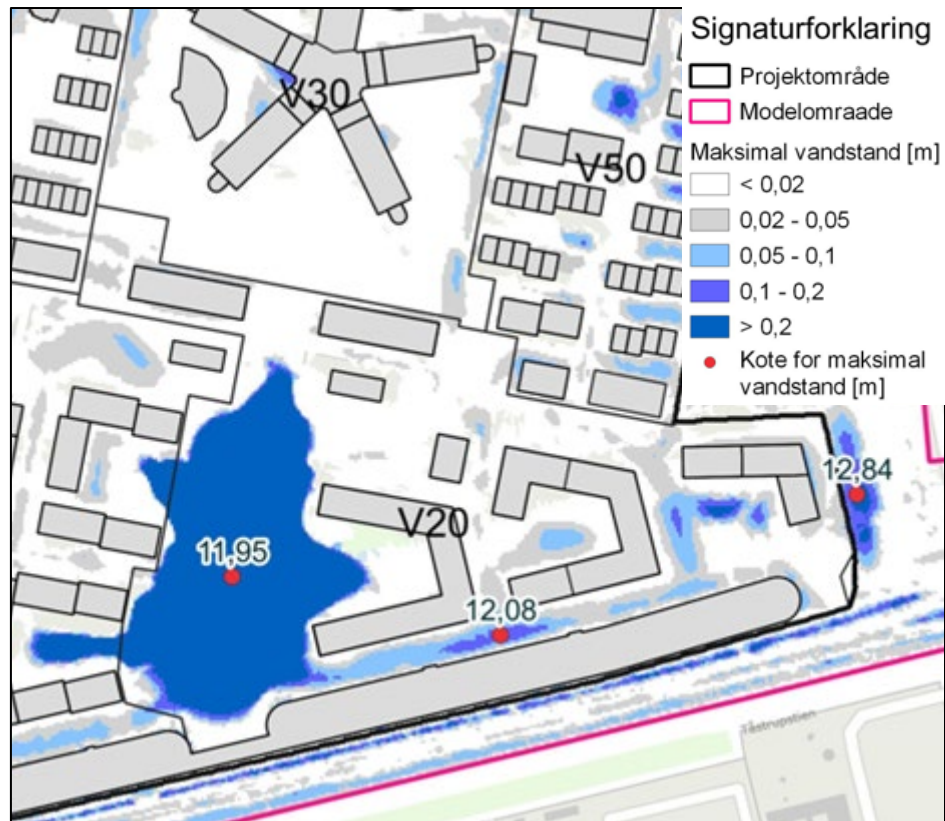 Signaturforklaring
Projektområde
Modelomraade
Maksimal vandstand [m]
< 0,02
0,02 - 0,05
0,05 - 0,1
0,1 - 0,2
> 0,2
Kote for maksimal
vandstand [m]
V30
V50
12,84
V20
11,95
12,08
Tåstrupstien